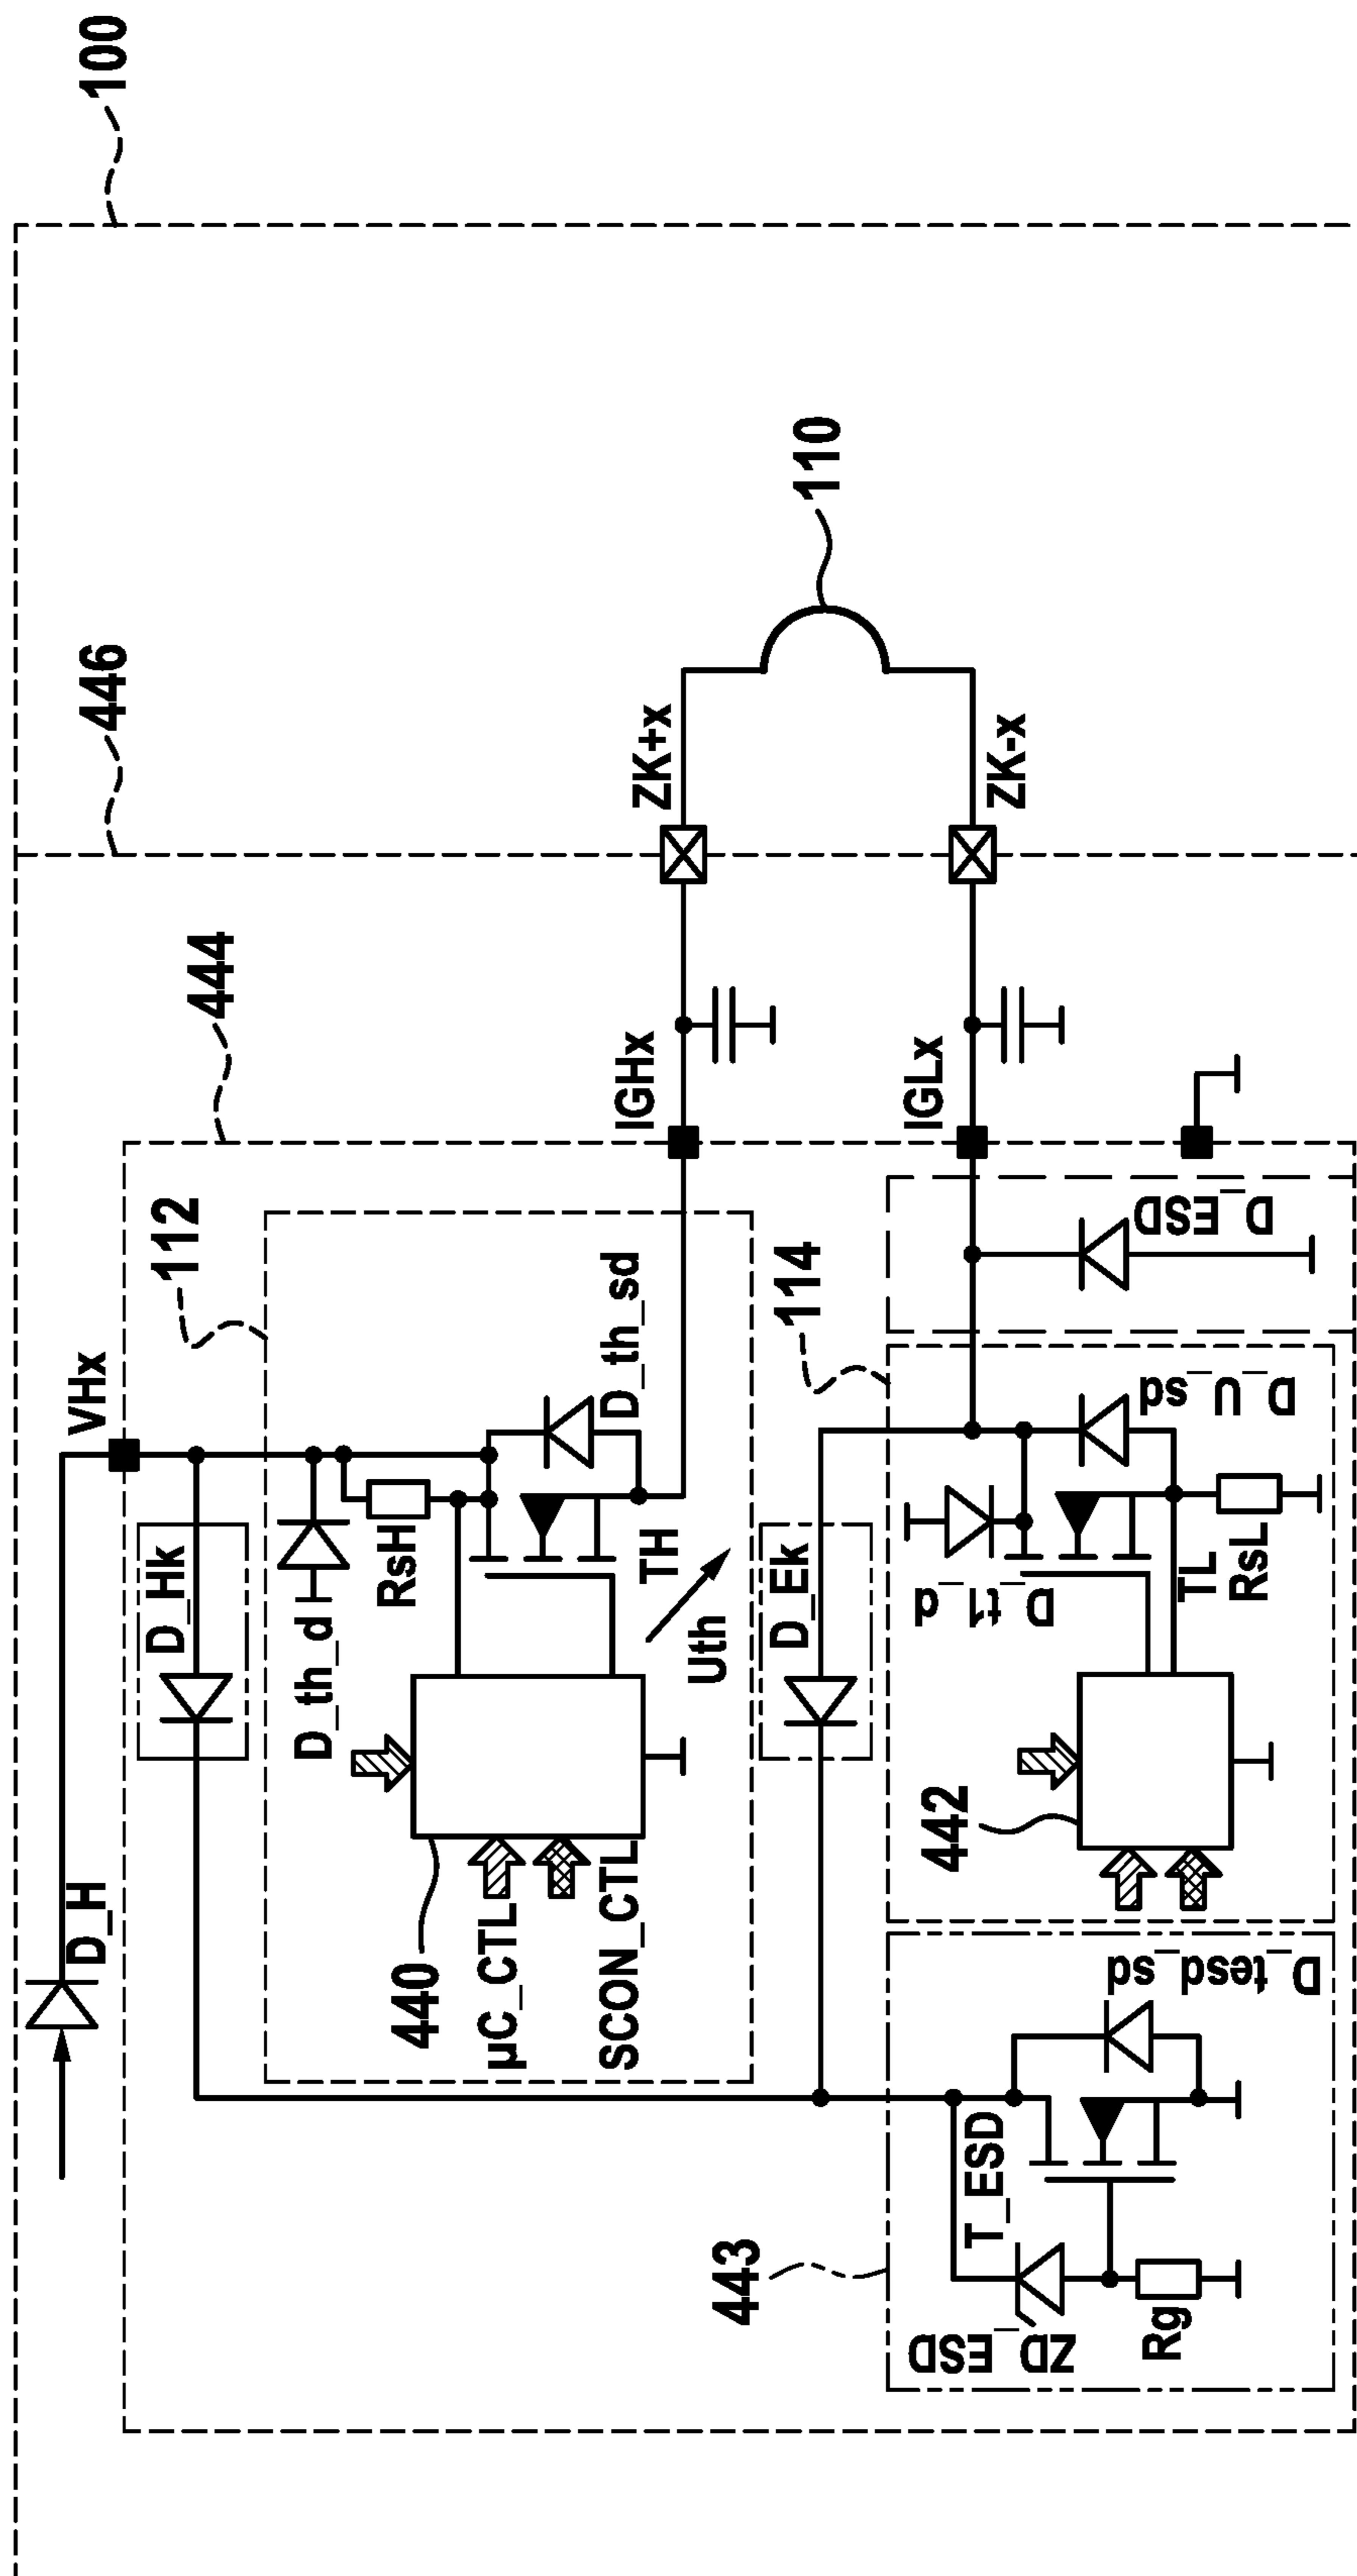 100
446
444
VHx
112
D_H
D_Hk
D_th_d
RsH
TH
D_th_sd
Uth
440
µC_CTL
SCON_CTL
IGHx
ZK+x
110
ZK-x
IGLx
114
D_Ek
D_ESD
D_U_sd
D_t1_d
TL
RsL
442
443
T_ESD
D_tesd_sd
ZD_ESD
Rg